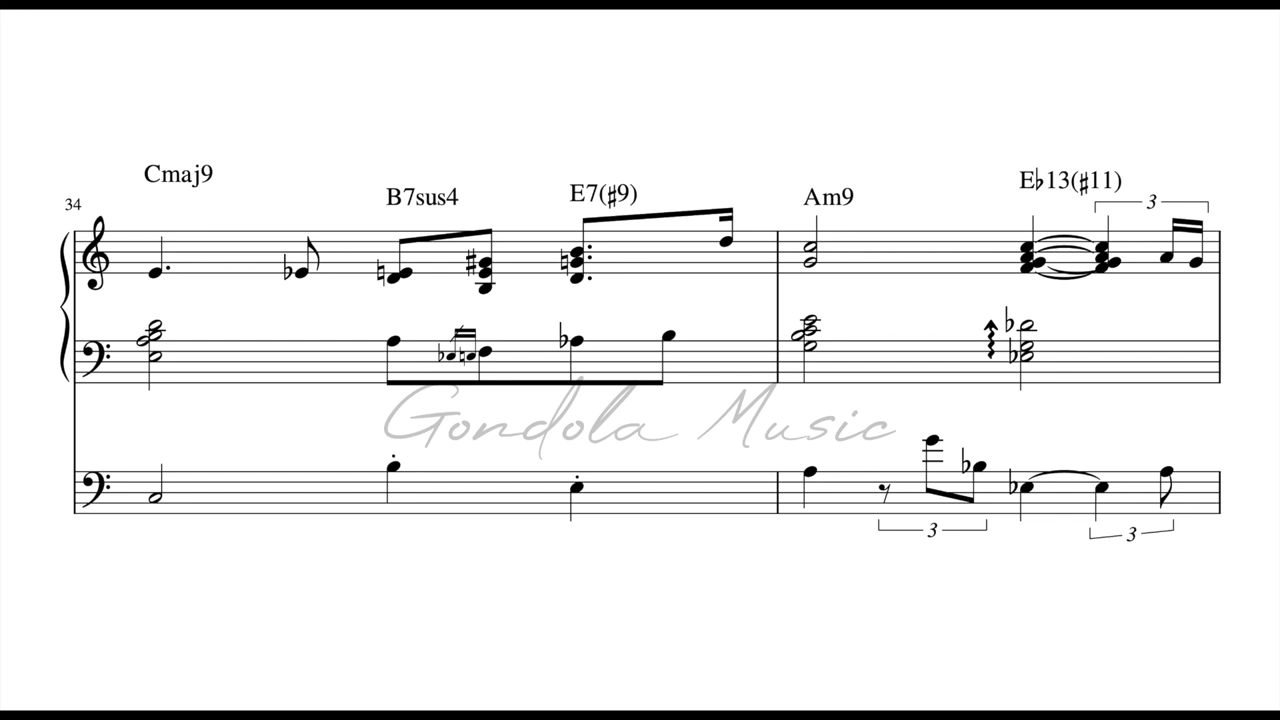 Cmaj9
B7sus4
E7(♯9)
Am9
E♭13(♯11)
34
3
Gondola Music
3
3